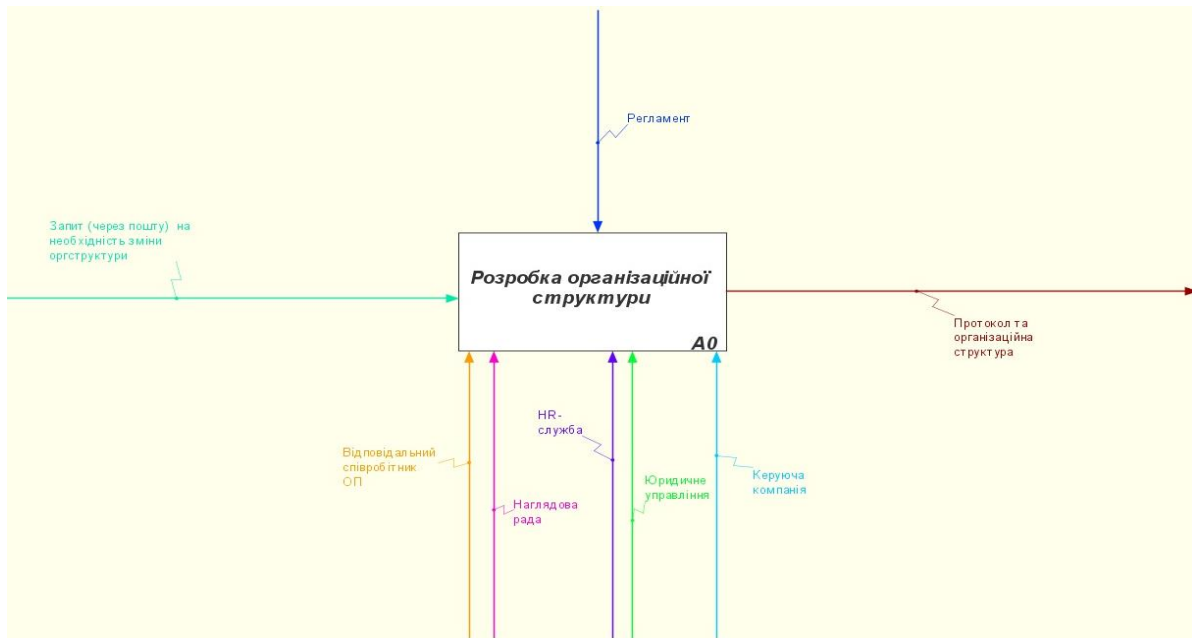 Регламент
Запит (через пошту) на
необхідність зміни
оргструктури
Розробка організаційної
структури
A0
Протокол та
організаційна
структура
HR-
служба
Відповідальний
співробітник
ОП
Наглядова
рада
Юридичне
управління
Керуюча
компанія